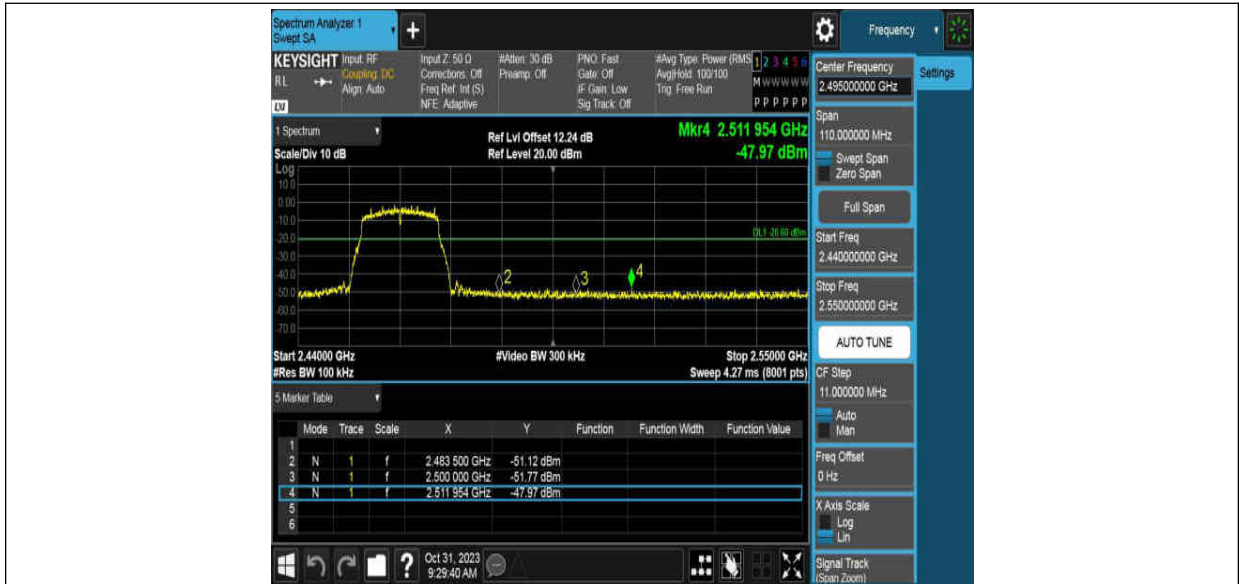 Spectrum Analyzer 1
Swept SA
+
Frequency
KEYSIGHT
RL
LXI
Input: RF
Coupling: DC
Align: Auto
Input Z: 50 Ω
Corrections: Off
Freq Ref: Int (S)
NFE: Adaptive
#Atten: 30 dB
Preamp: Off
PNO: Fast
Gate: Off
IF Gain: Low
Sig Track: Off
#Avg Type: Power (RMS
Avg|Hold: 100/100
Trig: Free Run
1 2 3 4 5 6
M W W W W W
P P P P P P
1 Spectrum
Scale/Div 10 dB
Ref Lvl Offset 12.24 dB
Ref Level 20.00 dBm
Mkr4 2.511 954 GHz
-47.97 dBm
Log
10.0
0.00
-10.0
-20.0
-30.0
-40.0
-50.0
-60.0
-70.0
DL1 -20.60 dBm
2
3
4
Start 2.44000 GHz
#Video BW 300 kHz
Stop 2.55000 GHz
#Res BW 100 kHz
Sweep 4.27 ms (8001 pts)
5 Marker Table
Mode Trace Scale X Y Function Function Width Function Value
1
2 N 1 f 2.483 500 GHz -51.12 dBm
3 N 1 f 2.500 000 GHz -51.77 dBm
4 N 1 f 2.511 954 GHz -47.97 dBm
5
6
?
Oct 31, 2023
9:29:40 AM
Center Frequency
2.495000000 GHz
Settings
Span
110.000000 MHz
Swept Span
Zero Span
Full Span
Start Freq
2.440000000 GHz
Stop Freq
2.550000000 GHz
AUTO TUNE
CF Step
11.000000 MHz
Auto
Man
Freq Offset
0 Hz
X Axis Scale
Log
Lin
Signal Track
(Span Zoom)